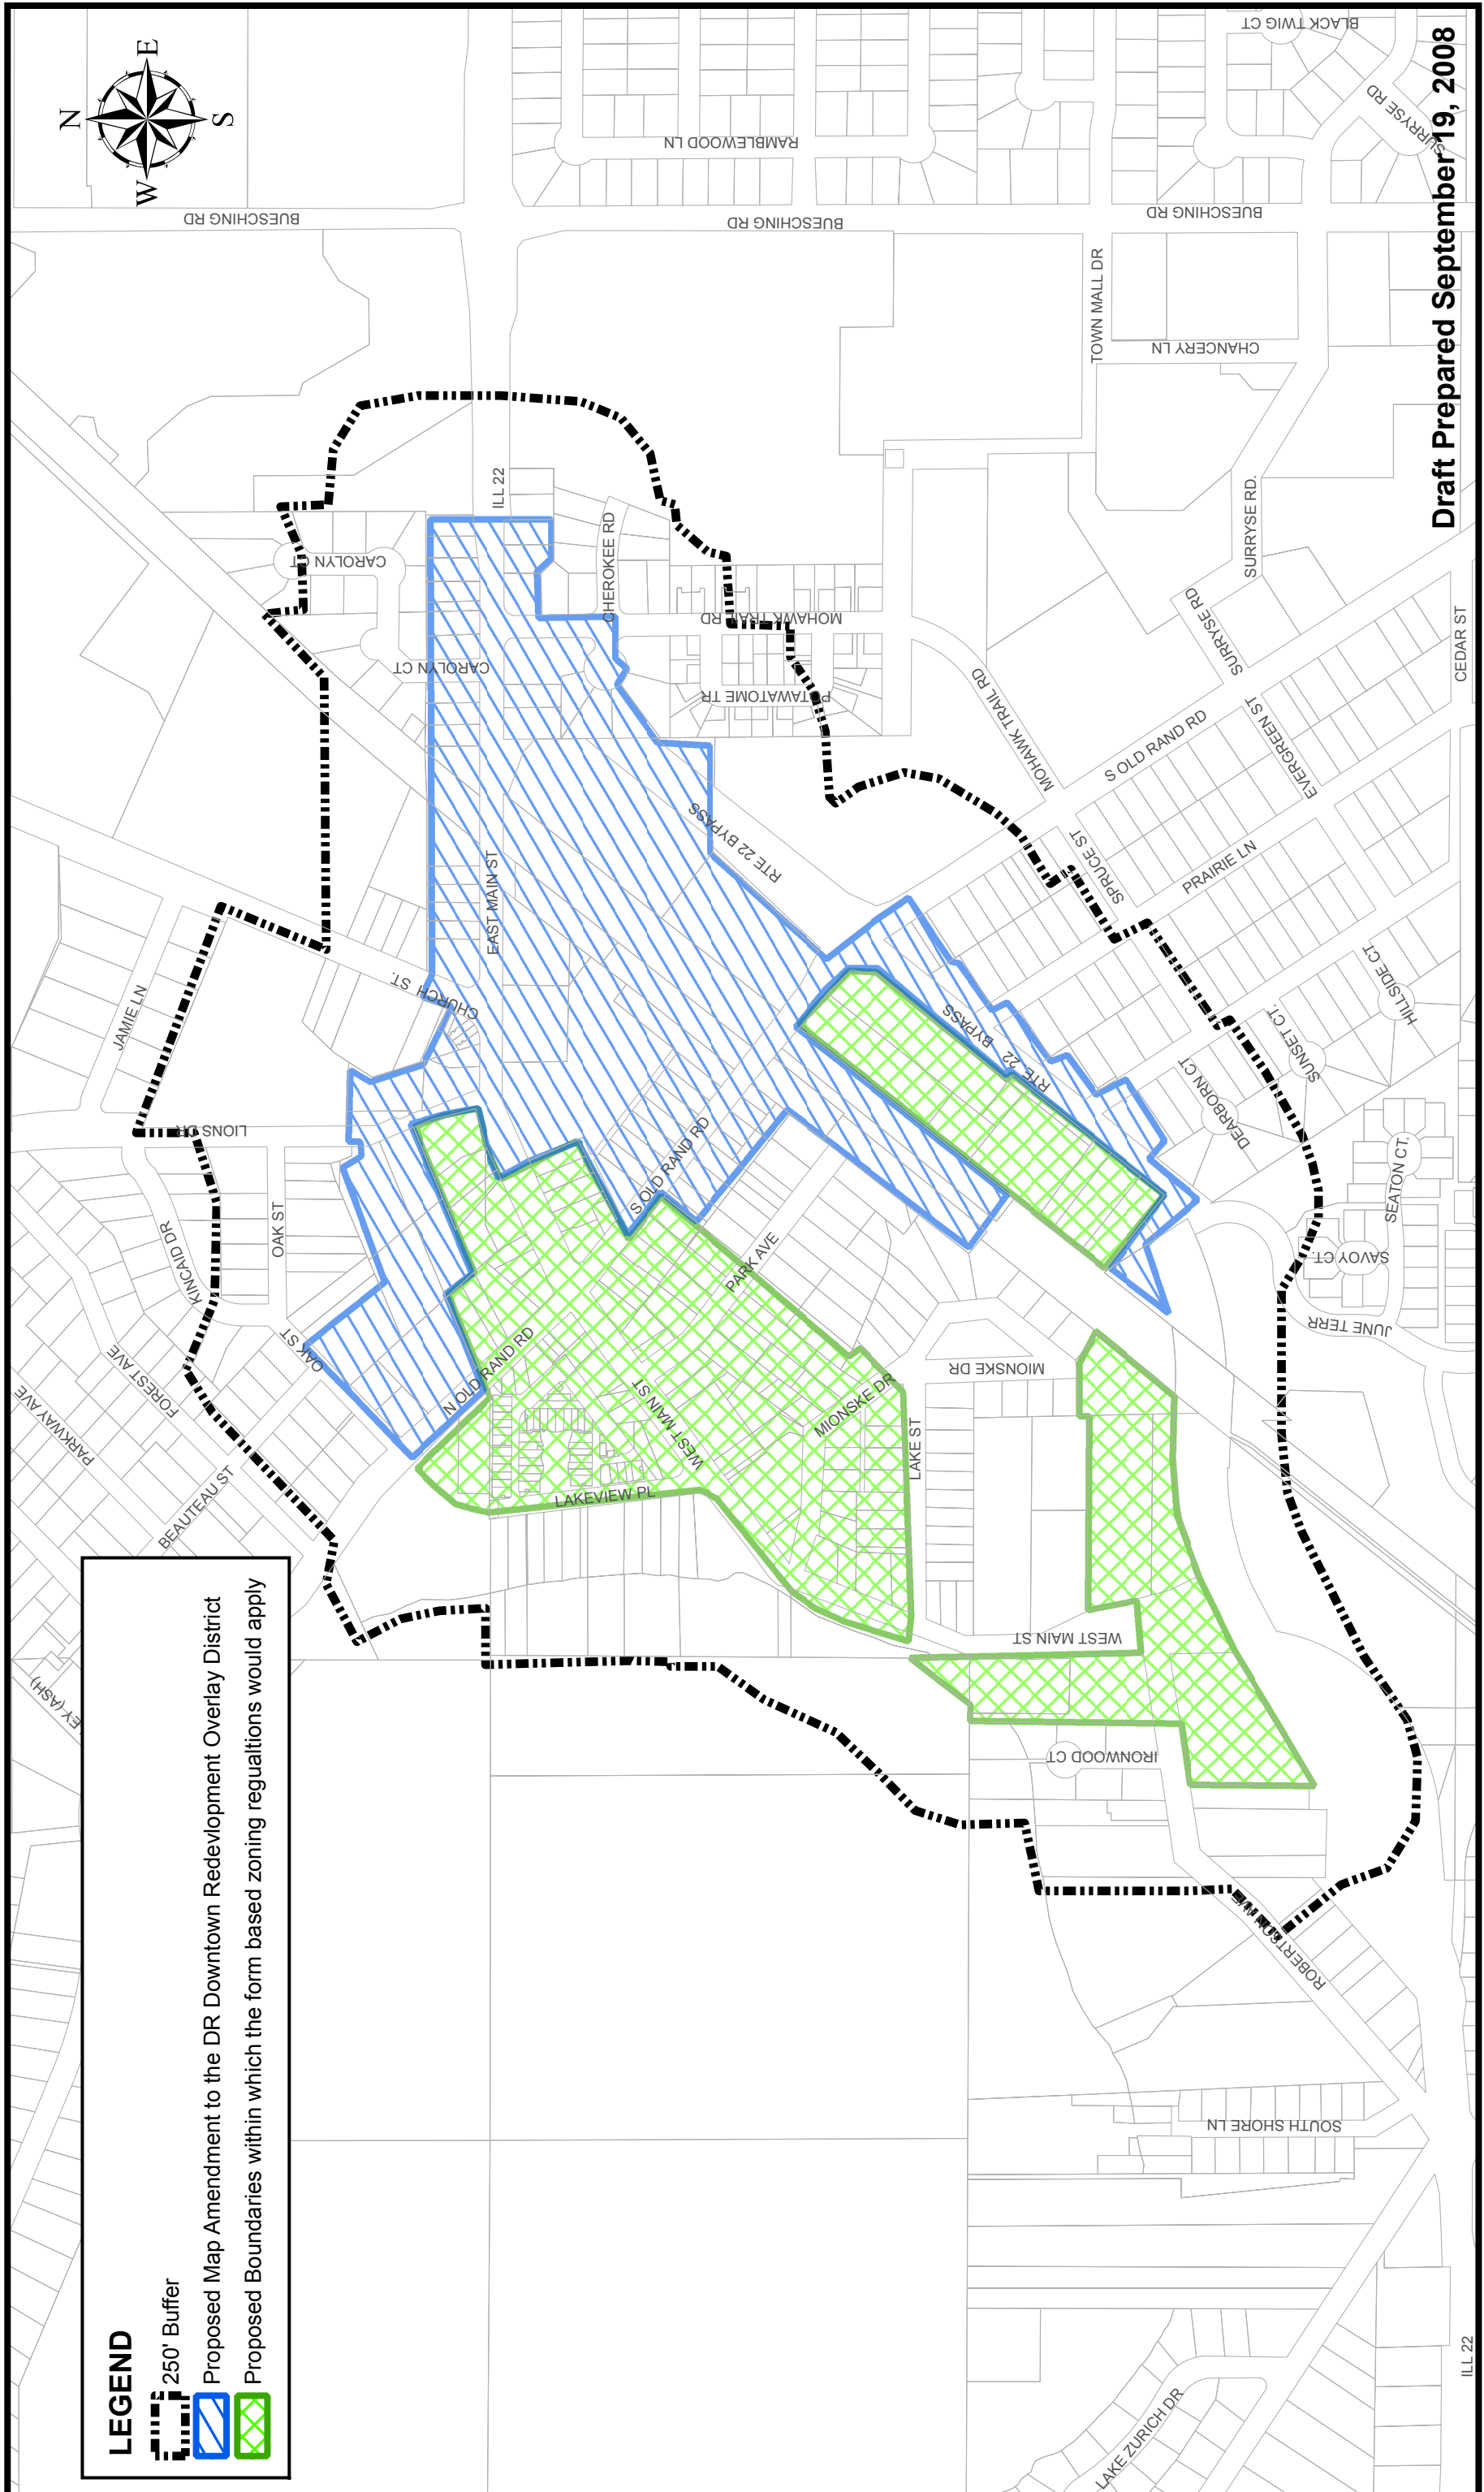 N
W
E
S
BLACK TWIG CT
SURRYSE RD
Draft Prepared September 19, 2008
RAMBLEWOOD LN
BUESCHING RD
BUESCHING RD
BUESCHING RD
TOWN MALL DR
CHANCERY LN
ILL 22
SURRYSE RD.
CAROLYN CT
CHEROKEE RD
MOHAWK TRAIL RD
SURRYSE RD
CEDAR ST
CAROLYN CT
POTAWATOME TR
MOHAWK TRAIL RD
S OLD RAND RD
EVERGREEN ST
RTE 22 BYPASS
SPRUCE ST
PRAIRIE LN
EAST MAIN ST
CHURCH ST.
JAMIE LN
HILLSIDE CT
BYPASS
RTE 22
SUNSET CT.
DEARBORN CT
LIONS DR
S OLD RAND RD
SEATON CT.
OAK ST
KINCAID DR
PARK AVE
SAVOY CT.
JUNE TERR
OAK ST
FOREST AVE
PARKWAY AVE
N OLD RAND RD
MIONSKE DR
MIONSKE DR
WEST MAIN ST
LAKE ST
LAKEVIEW PL
BEAUTEAU ST
WEST MAIN ST
EY (ASH)
IRONWOOD CT
ROBERTSON AVE
SOUTH SHORE LN
LAKE ZURICH DR
ILL 22
LEGEND
250' Buffer
Proposed Map Amendment to the DR Downtown Redevlopment Overlay District
Proposed Boundaries within which the form based zoning regualtions would apply